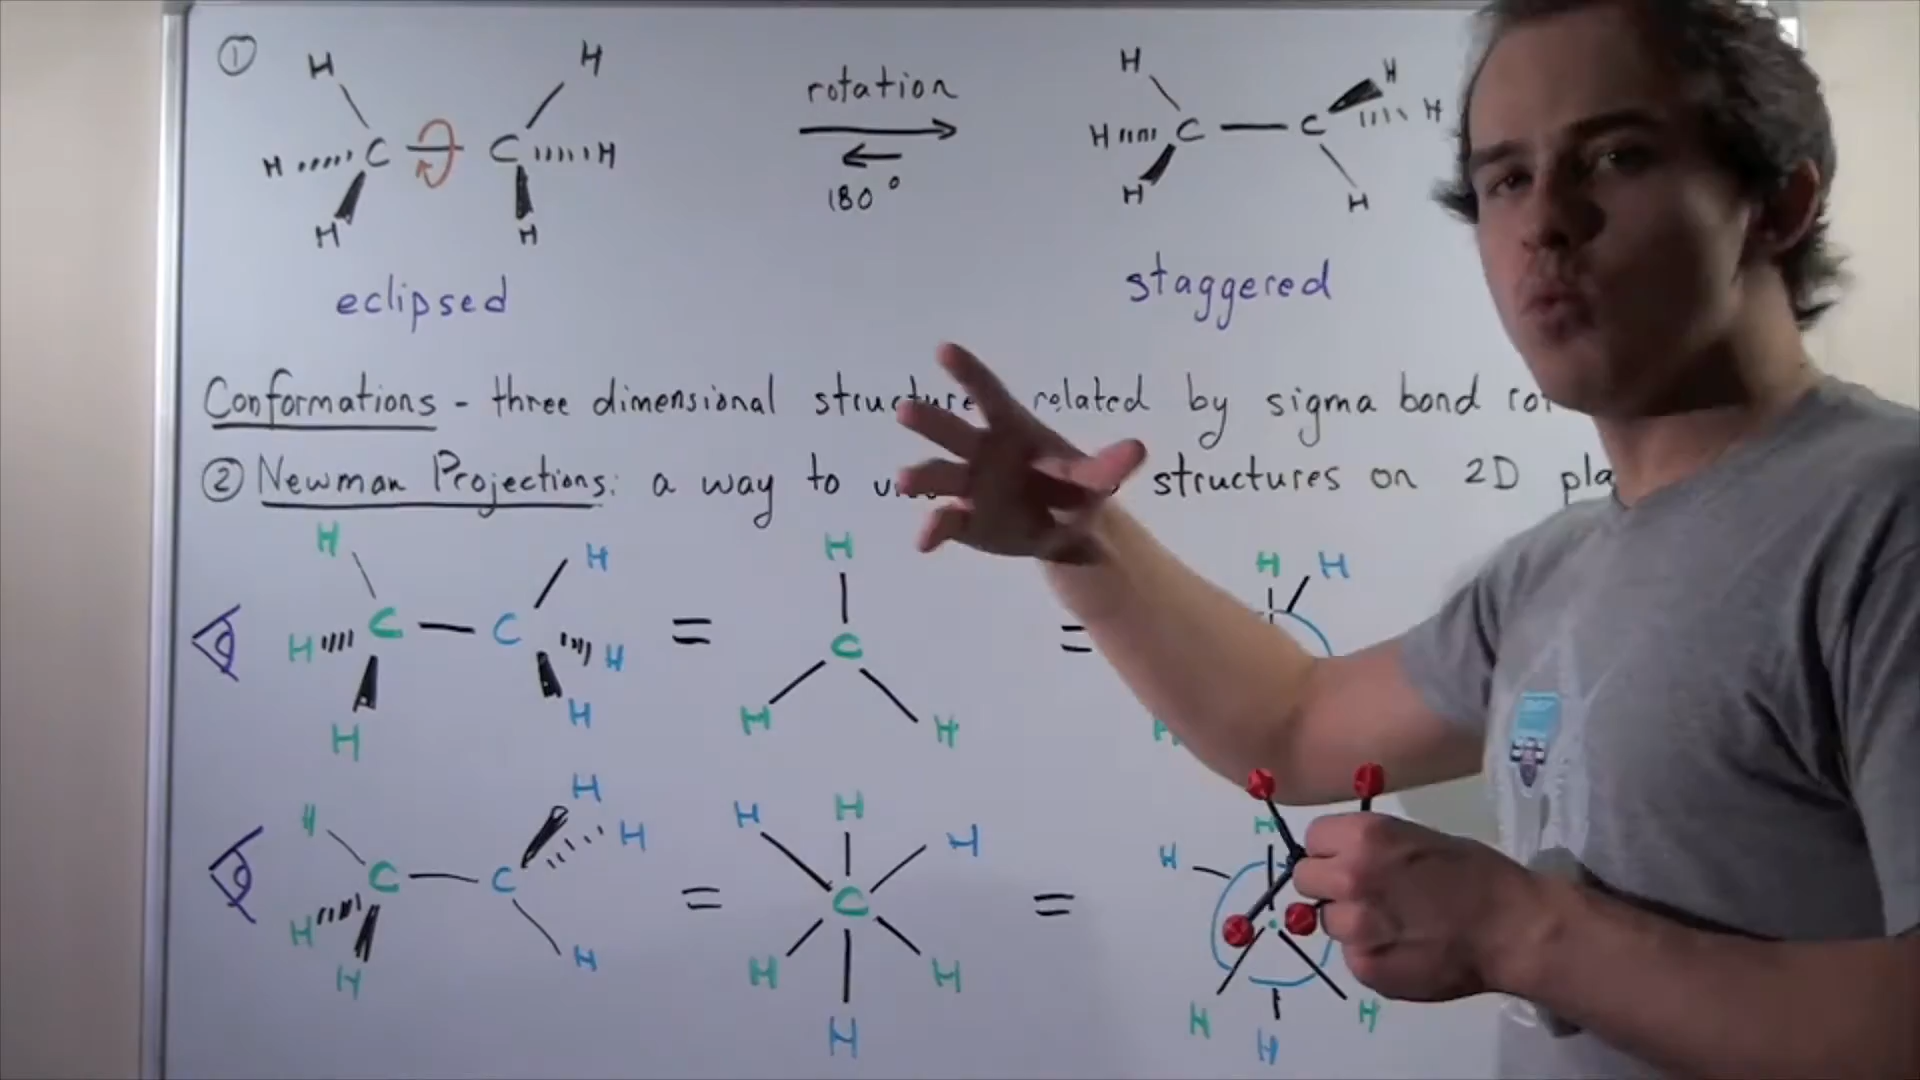 1
H H
H C C H
H H
eclipsed
rotation
180°
H H
H C C H
H H
staggered
Conformations - three dimensional related by sigma bond
2 Newman Projections: a way to structures on 2D
H H
H C C H
H H
=
H
C
H H
=
H H
H
H H
C C H
H H
H
=
H H H
C
H H
H
=
H
H
H H
H